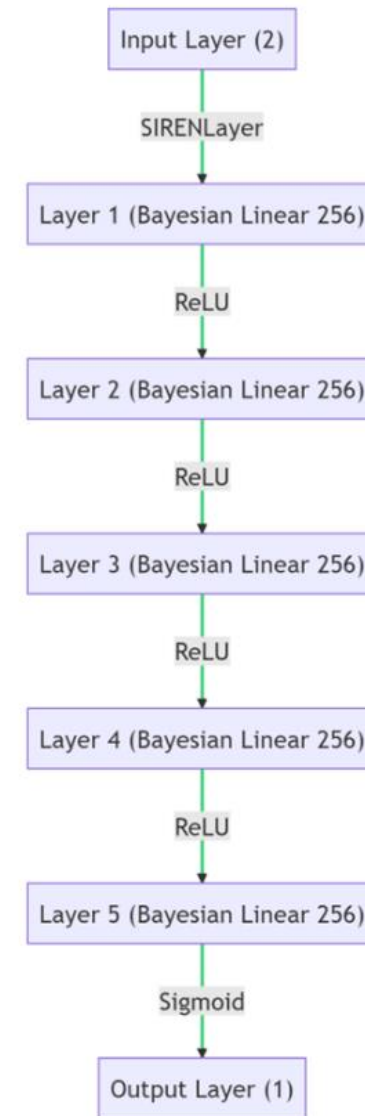 Input Layer (2)
SIRENLayer
Layer 1 (Bayesian Linear 256)
ReLU
Layer 2 (Bayesian Linear 256)
ReLU
Layer 3 (Bayesian Linear 256)
ReLU
Layer 4 (Bayesian Linear 256)
ReLU
Layer 5 (Bayesian Linear 256)
Sigmoid
Output Layer (1)